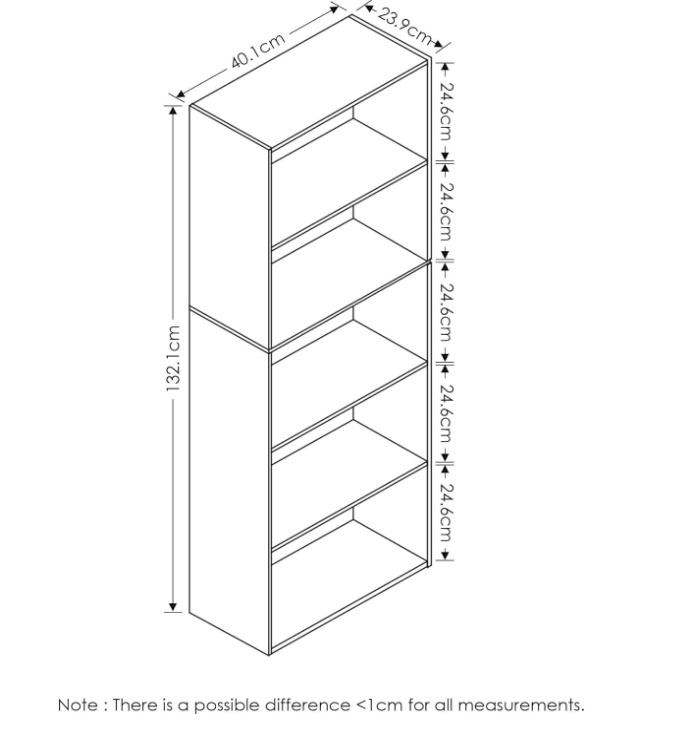 40.1cm
23.9cm
24.6cm
24.6cm
24.6cm
24.6cm
24.6cm
132.1cm
Note : There is a possible difference <1cm for all measurements.